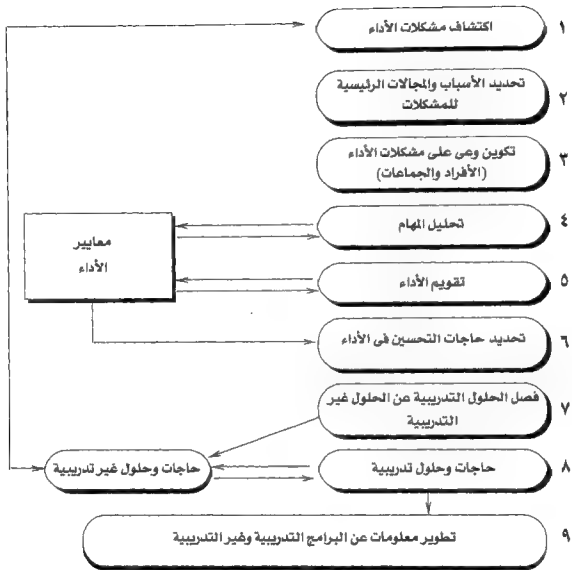 ١ اكتشاف مشكلات الأداء
٢ تحديد الأسباب والمجالات الرئيسية
للمشكلات
٣ تكوين وعى على مشكلات الأداء
(الأفراد والجماعات)
٤ تحليل المهام
معايير
الأداء
٥ تقويم الأداء
٦ تحديد حاجات التحسين فى الأداء
٧ فصل الحلول التدريبية عن الحلول غير
التدريبية
٨ حاجات وحلول تدريبية
حاجات وحلول غير تدريبية
٩ تطوير معلومات عن البرامج التدريبية وغير التدريبية